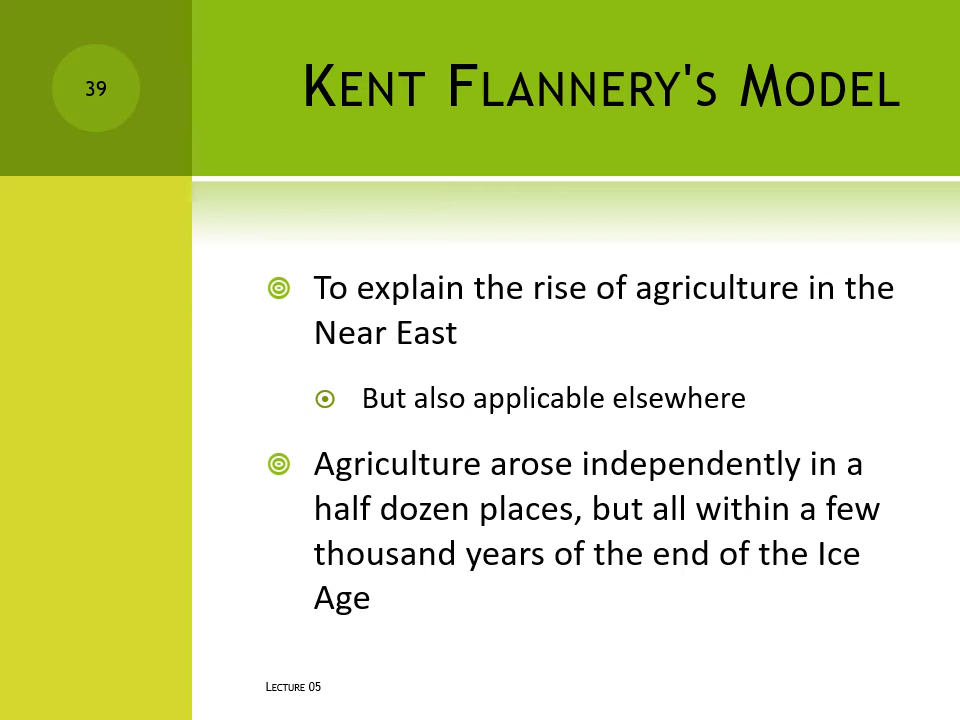 39
Kent Flannery's Model
To explain the rise of agriculture in the
Near East
But also applicable elsewhere
Agriculture arose independently in a
half dozen places, but all within a few
thousand years of the end of the Ice
Age
Lecture 05